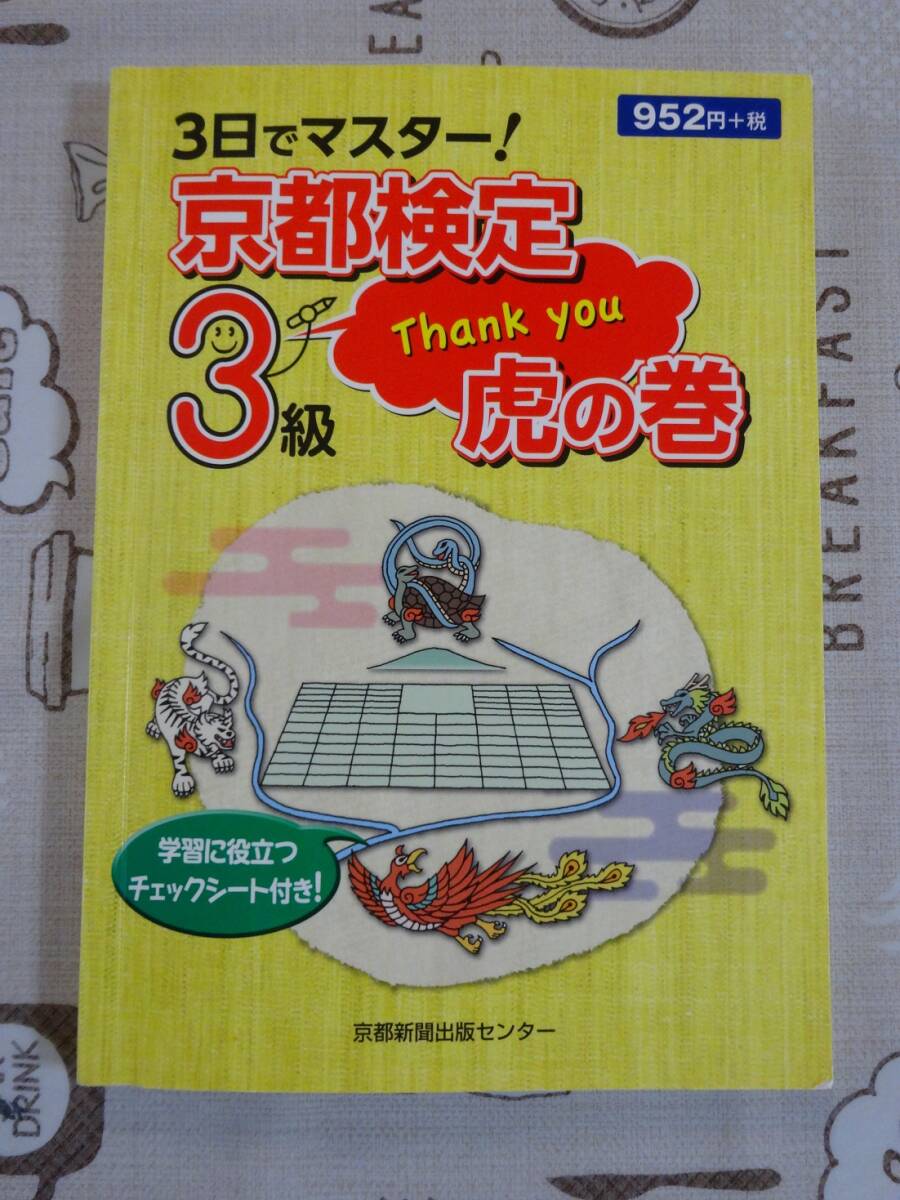 3日でマスター!
952円+税
京都検定
3級
Thank you
虎の巻
学習に役立つ
チェックシート付き!
京都新聞出版センター
BREAKFAST
DRINK